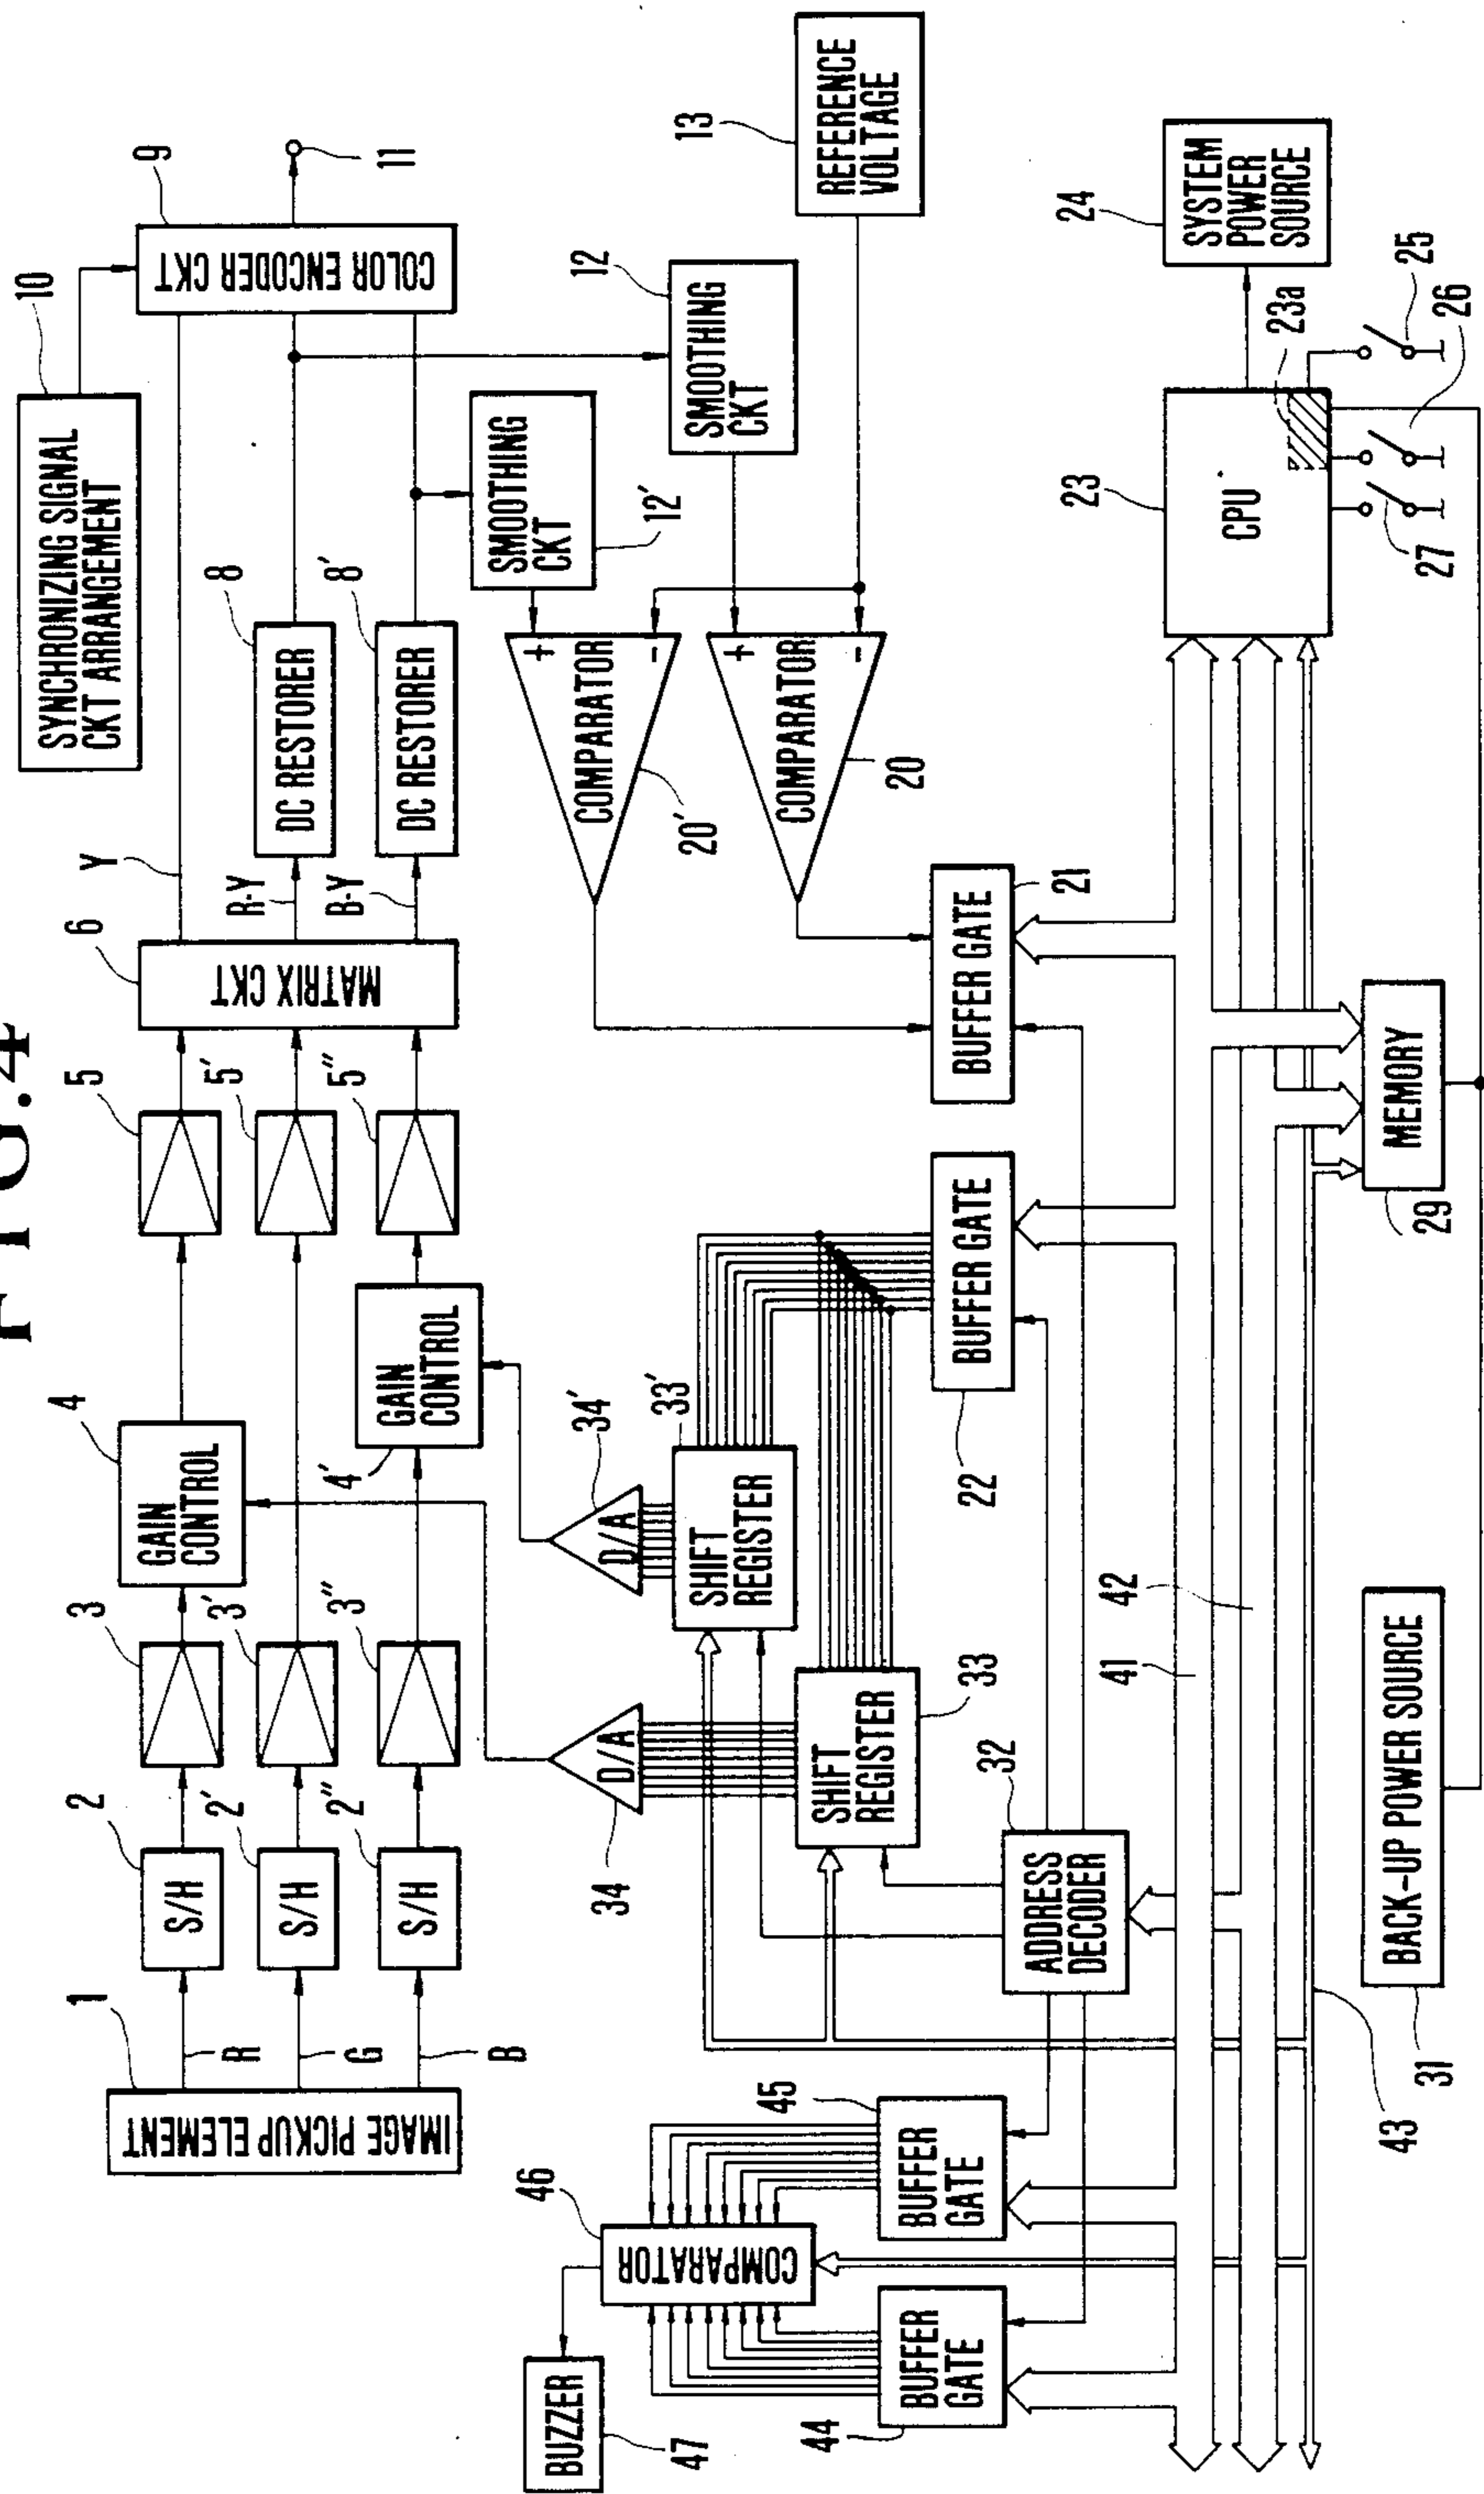 FIG.4
SYNCHRONIZING SIGNAL
CKT ARRANGEMENT
10
9
COLOR ENCODER CKT
11
Y
6
MATRIX CKT
R-Y
B-Y
8
DC RESTORER
8'
DC RESTORER
SMOOTHING
CKT
12'
SMOOTHING
CKT
12
13
REFERENCE
VOLTAGE
+
-
COMPARATOR
20'
+
-
COMPARATOR
20
1
IMAGE PICKUP ELEMENT
R
G
B
2
S/H
2'
S/H
2"
S/H
3
3'
3"
4
GAIN
CONTROL
4'
GAIN
CONTROL
5
5'
5"
34
D/A
34'
D/A
33'
SHIFT
REGISTER
SHIFT
REGISTER
33
BUFFER GATE
22
BUFFER GATE
21
32
ADDRESS
DECODER
46
COMPARATOR
45
BUFFER
GATE
44
BUFFER
GATE
BUZZER
47
41
42
43
BACK-UP POWER SOURCE
31
MEMORY
29
23
CPU
23a
24
SYSTEM
POWER
SOURCE
25
26
27